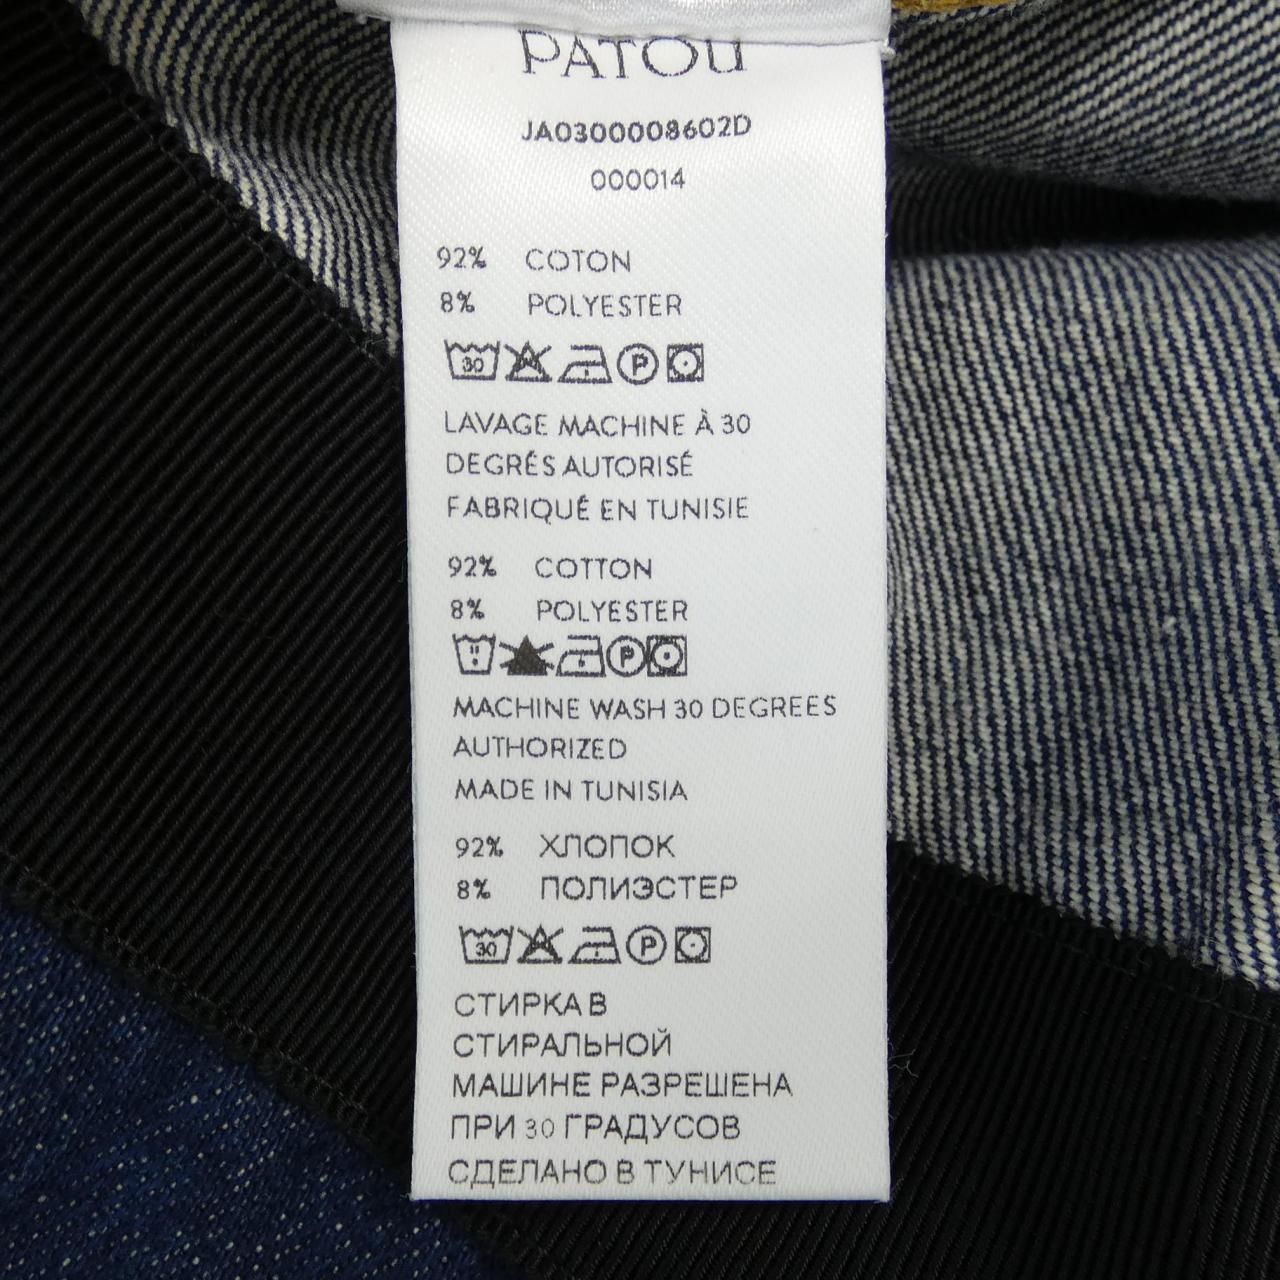 PATOU
JA0300008602D
000014
92% COTON
8% POLYESTER
30 P
LAVAGE MACHINE À 30
DEGRÉS AUTORISÉ
FABRIQUÉ EN TUNISIE
92% COTTON
8% POLYESTER
P
MACHINE WASH 30 DEGREES
AUTHORIZED
MADE IN TUNISIA
92% ХЛОПОК
8% ПОЛИЭСТЕР
30 P
СТИРКА В
СТИРАЛЬНОЙ
МАШИНЕ РАЗРЕШЕНА
ПРИ 30 ГРАДУСОВ
СДЕЛАНО В ТУНИСЕ